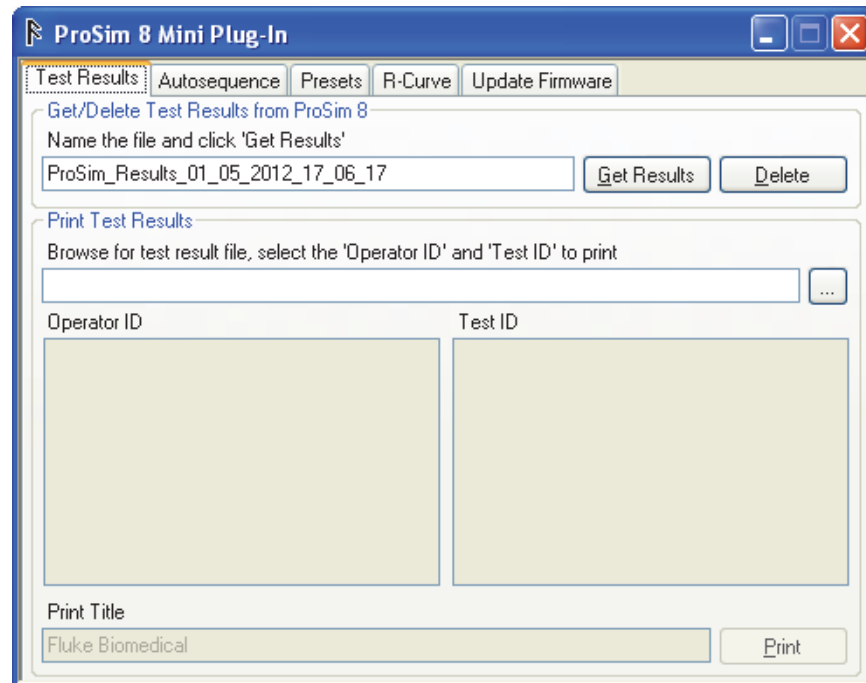 ProSim 8 Mini Plug-In
Test Results Autosequence Presets R-Curve Update Firmware
Get/Delete Test Results from ProSim 8
Name the file and click 'Get Results'
ProSim_Results_01_05_2012_17_06_17 Get Results Delete
Print Test Results
Browse for test result file, select the 'Operator ID' and 'Test ID' to print
...
Operator ID Test ID
Print Title
Fluke Biomedical Print